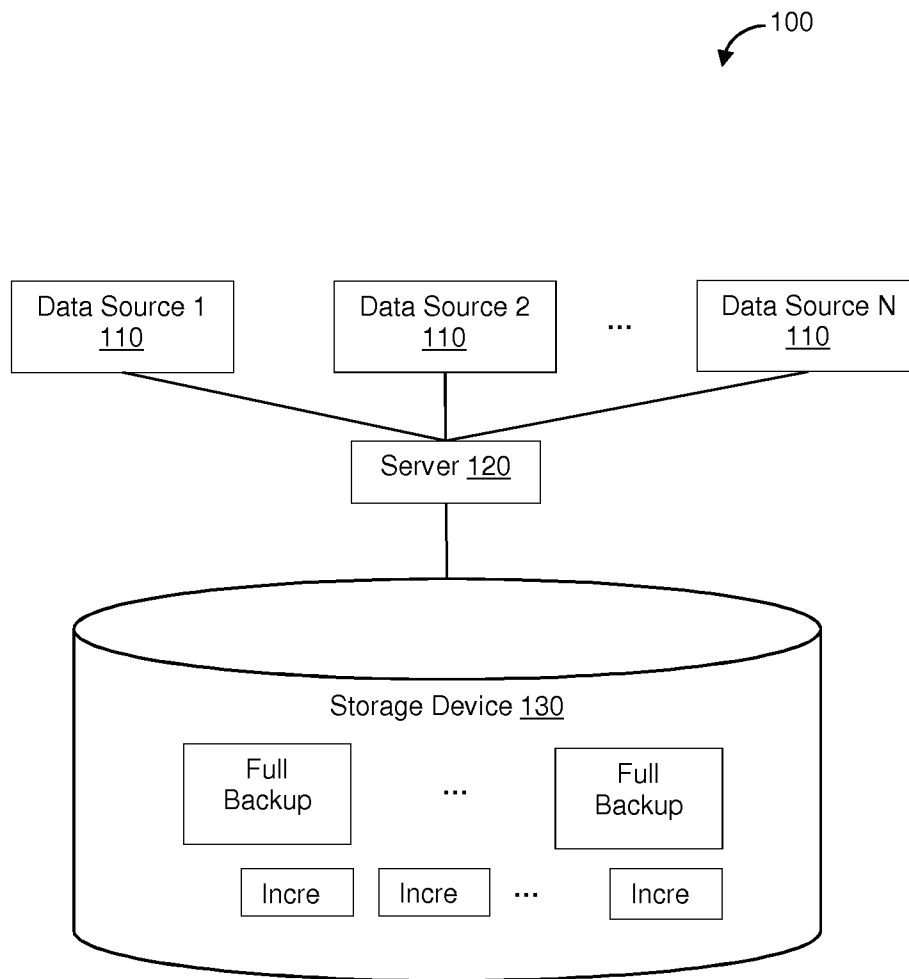 100
Data Source 1
110
Data Source 2
110
...
Data Source N
110
Server 120
Storage Device 130
Full
Backup
...
Full
Backup
Incre
Incre
...
Incre